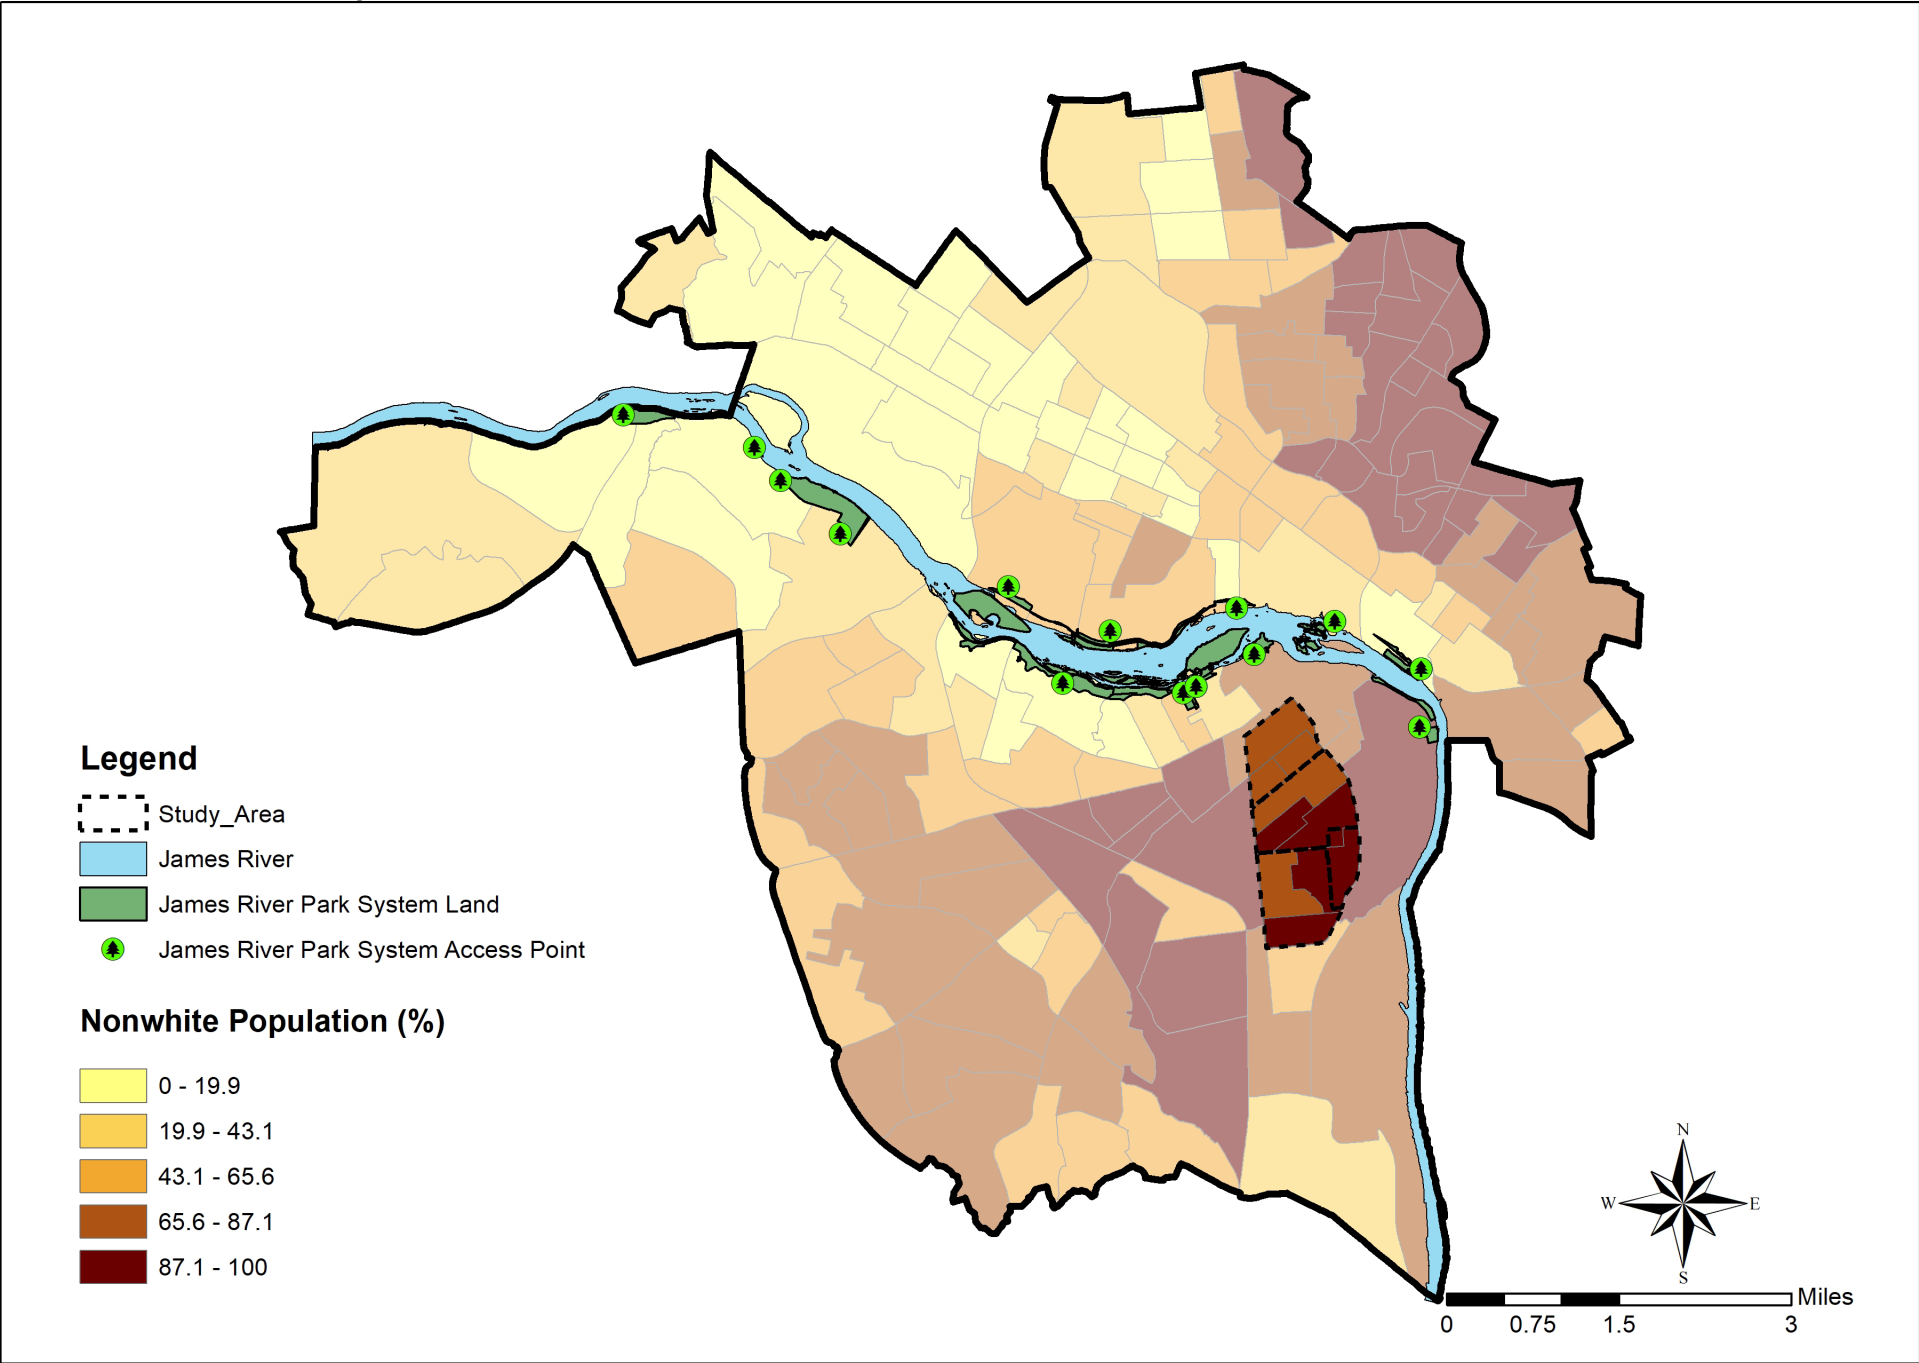 Legend
Study_Area
James River
James River Park System Land
James River Park System Access Point
Nonwhite Population (%)
0 - 19.9
19.9 - 43.1
43.1 - 65.6
65.6 - 87.1
87.1 - 100
N
W E
S
Miles
0 0.75 1.5 3